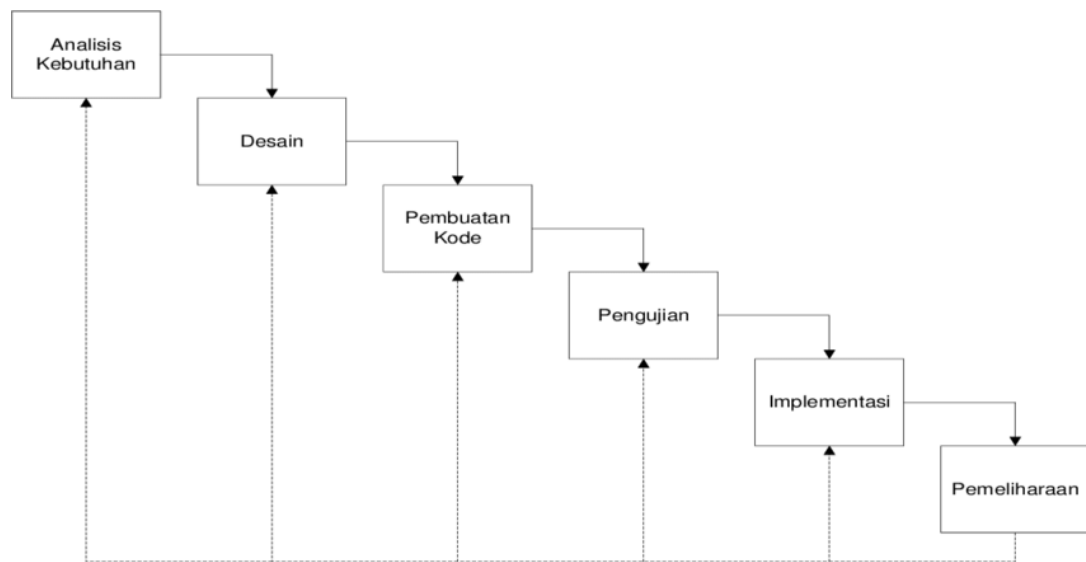 Analisis
Kebutuhan
Desain
Pembuatan
Kode
Pengujian
Implementasi
Pemeliharaan